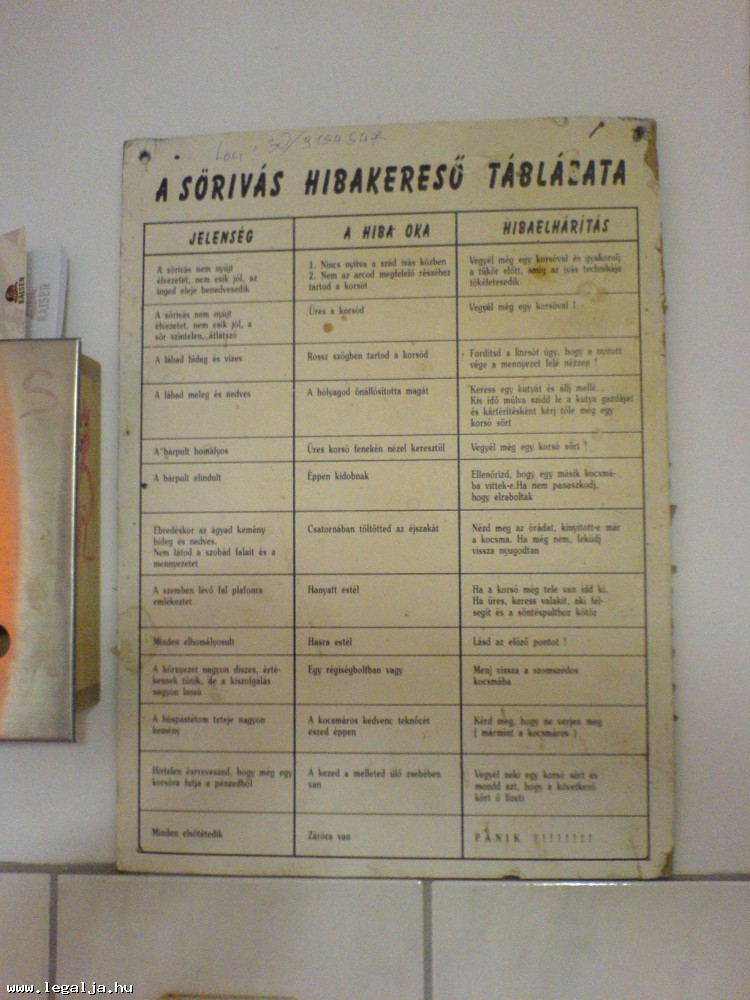 A SÖRIVÁS HIBAKERESŐ TÁBLÁZATA
JELENSÉG
A HIBA OKA
HIBAELHÁRÍTÁS
A sörivás nem nyújt
élvezetet, nem esik jól, az
inged eleje benedvesedik
1. Nincs nyitva a szád ivás közben
2. Nem az arcod megfelelő részéhez
tartod a korsót
Vegyél még egy korsóval és gyakorolj
a tükör előtt, amíg az ivás technikája
tökéletesedik
A sörivás nem nyújt
élvezetet, nem esik jól, a
sör színtelen, átlátszó
Üres a korsód
Vegyél még egy korsóval !
A lábad hideg és vizes
Rossz szögben tartod a korsód
Fordítsd a korsót úgy, hogy a nyitott
vége a mennyezet felé nézzen !
A lábad meleg és nedves
A hólyagod önállósította magát
Keress egy kutyát és állj mellé.
Kis idő múlva szidd le a kutya gazdáját
és kártérítésként kérj tőle még egy
korsó sört
A bárpult homályos
Üres korsó fenekén nézel keresztül
Vegyél még egy korsó sört !
A bárpult elindult
Éppen kidobnak
Ellenőrizd, hogy egy másik kocsmá-
ba vittek-e. Ha nem panaszkodj,
hogy elraboltak
Ébredéskor az ágyad kemény
hideg és nedves.
Nem látod a szobád falait és a
mennyezetet
Csatornában töltötted az éjszakát
Nézd meg az órádat, kinyitott-e már
a kocsma. Ha még nem, feküdj
vissza nyugodtan
A szemben lévő fal plafonra
emlékeztet
Hanyatt estél
Ha a korsó még tele van idd ki.
Ha üres, keress valakit, aki fel-
segít és a söntéspulthoz kötöz
Minden elhomályosult
Hasra estél
Lásd az előző pontot !
A környezet nagyon díszes, érté-
kesnek tűnik, de a kiszolgálás
nagyon lassú
Egy régiségboltban vagy
Menj vissza a szomszédos
kocsmába
A húspástétom teteje nagyon
kemény
A kocsmáros kedvenc teknőcét
eszed éppen
Kérd meg, hogy ne verjen meg
( mármint a kocsmáros )
Hirtelen észreveszed, hogy még egy
korsóra futja a pénzedből
A kezed a melletted ülő zsebében
van
Vegyél neki egy korsó sört és
mondd azt, hogy a következő
kört ő fizeti
Minden elsötétedik
Záróra van
PÁNIK !!!!!!!!
KAISER
S
www.legalja.hu